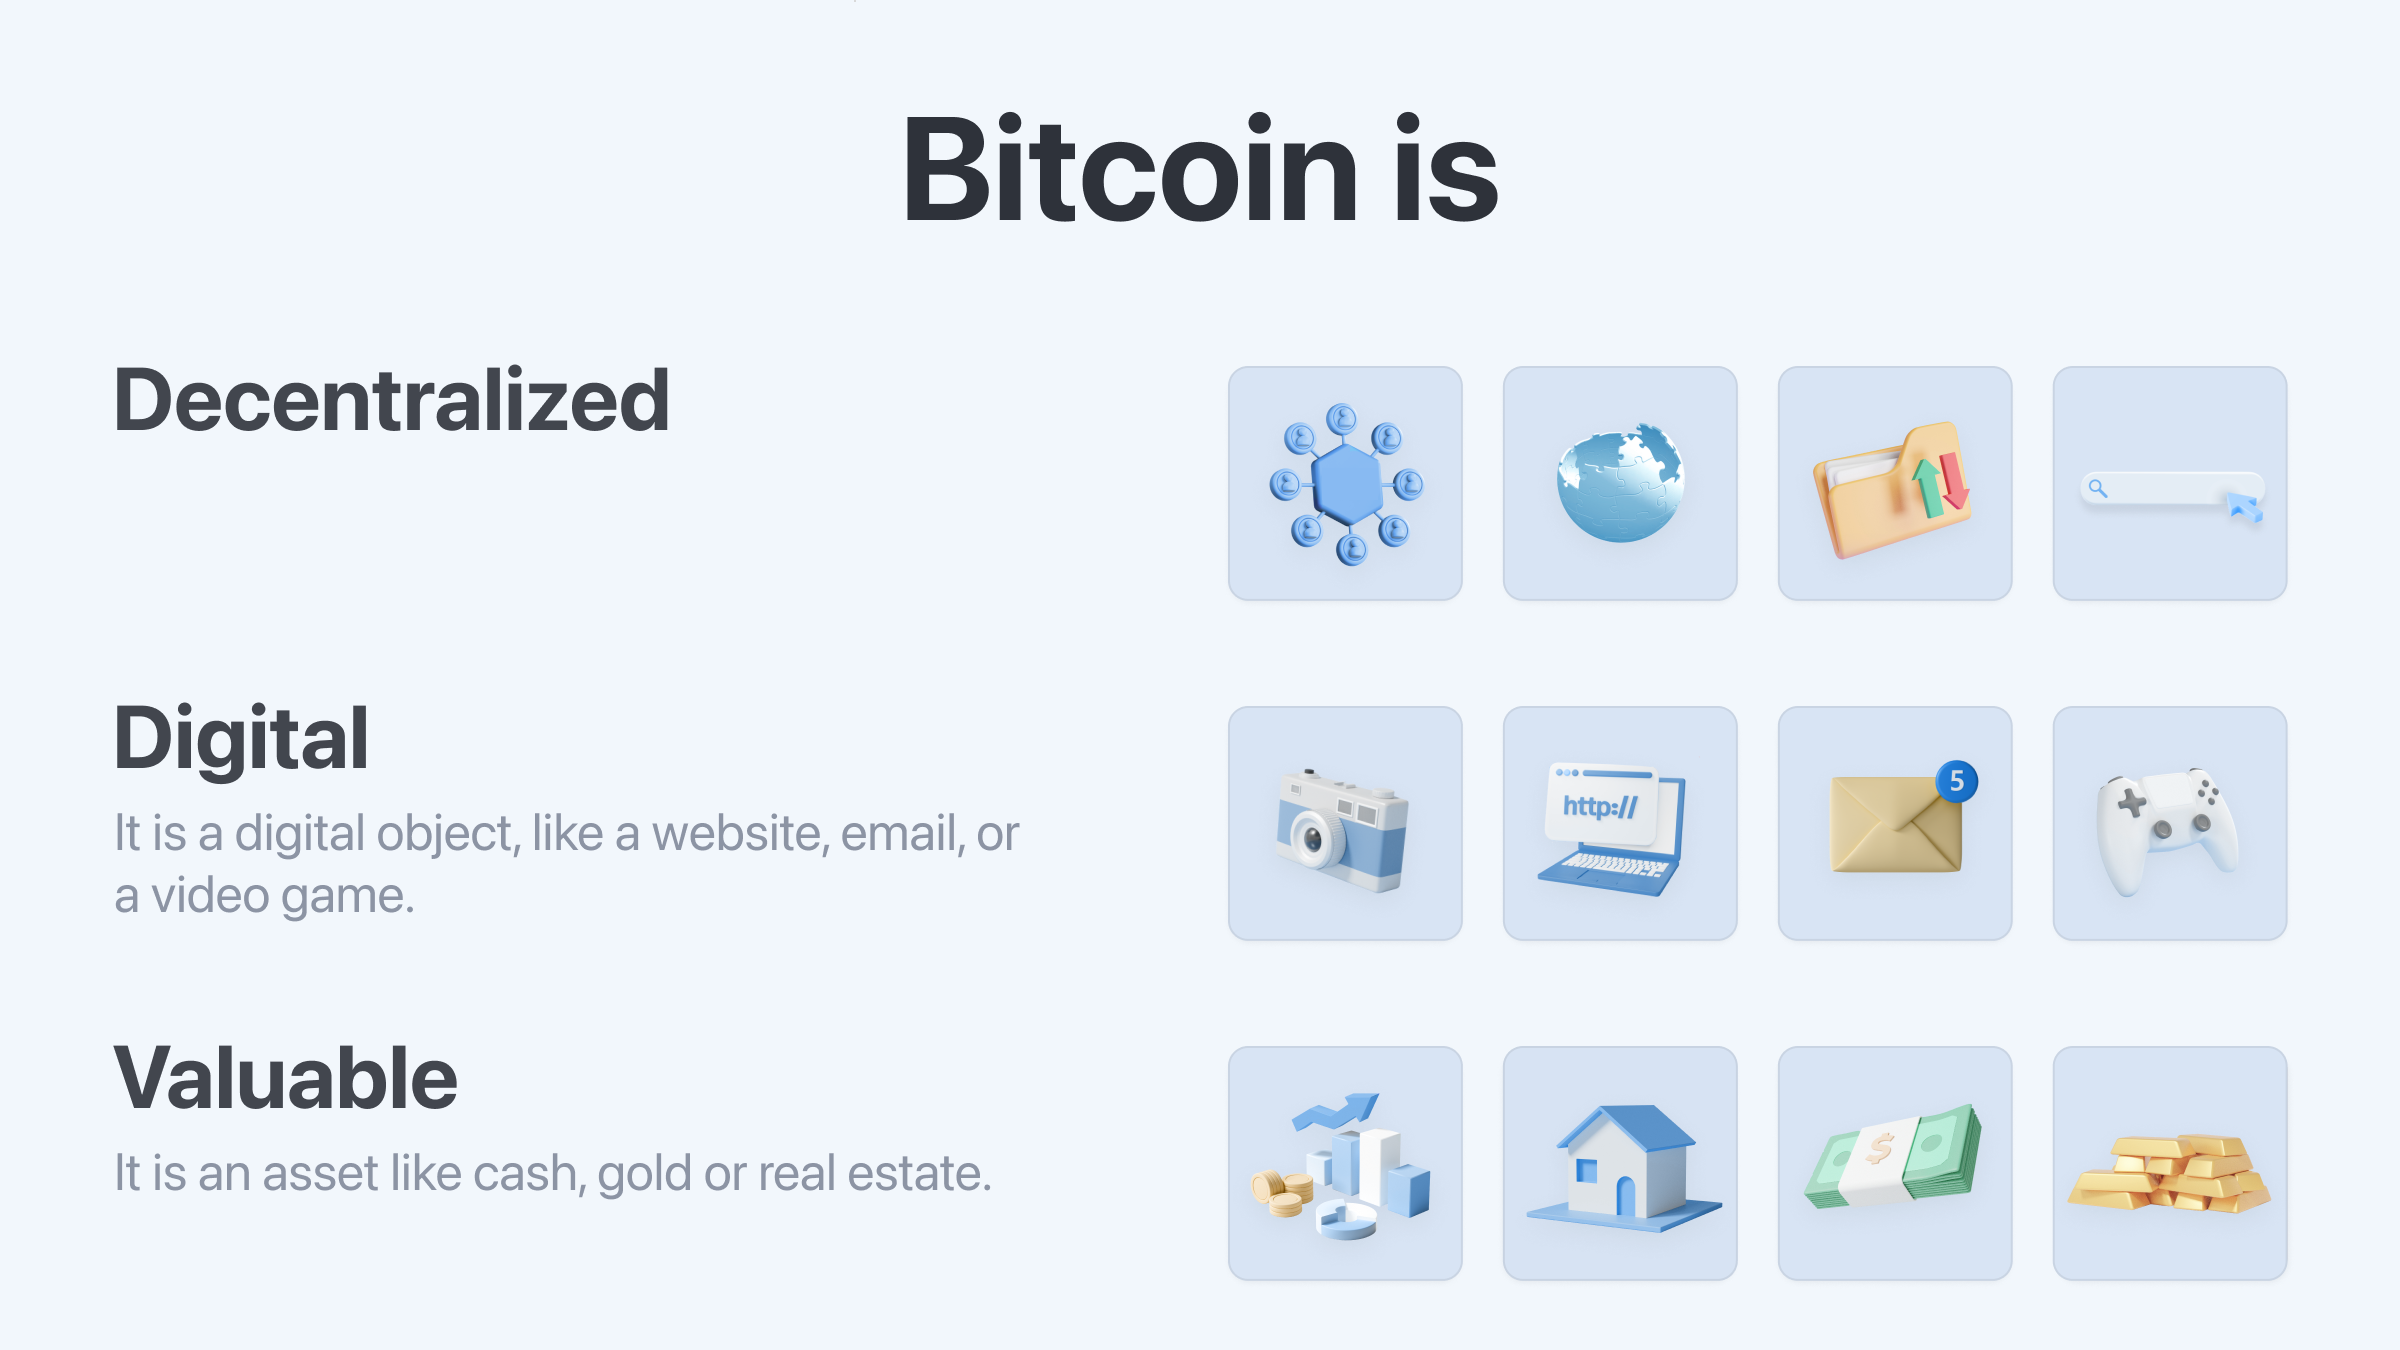 Bitcoin is
Decentralized
Digital
It is a digital object, like a website, email, or
a video game.
http://
5
Valuable
It is an asset like cash, gold or real estate.
$